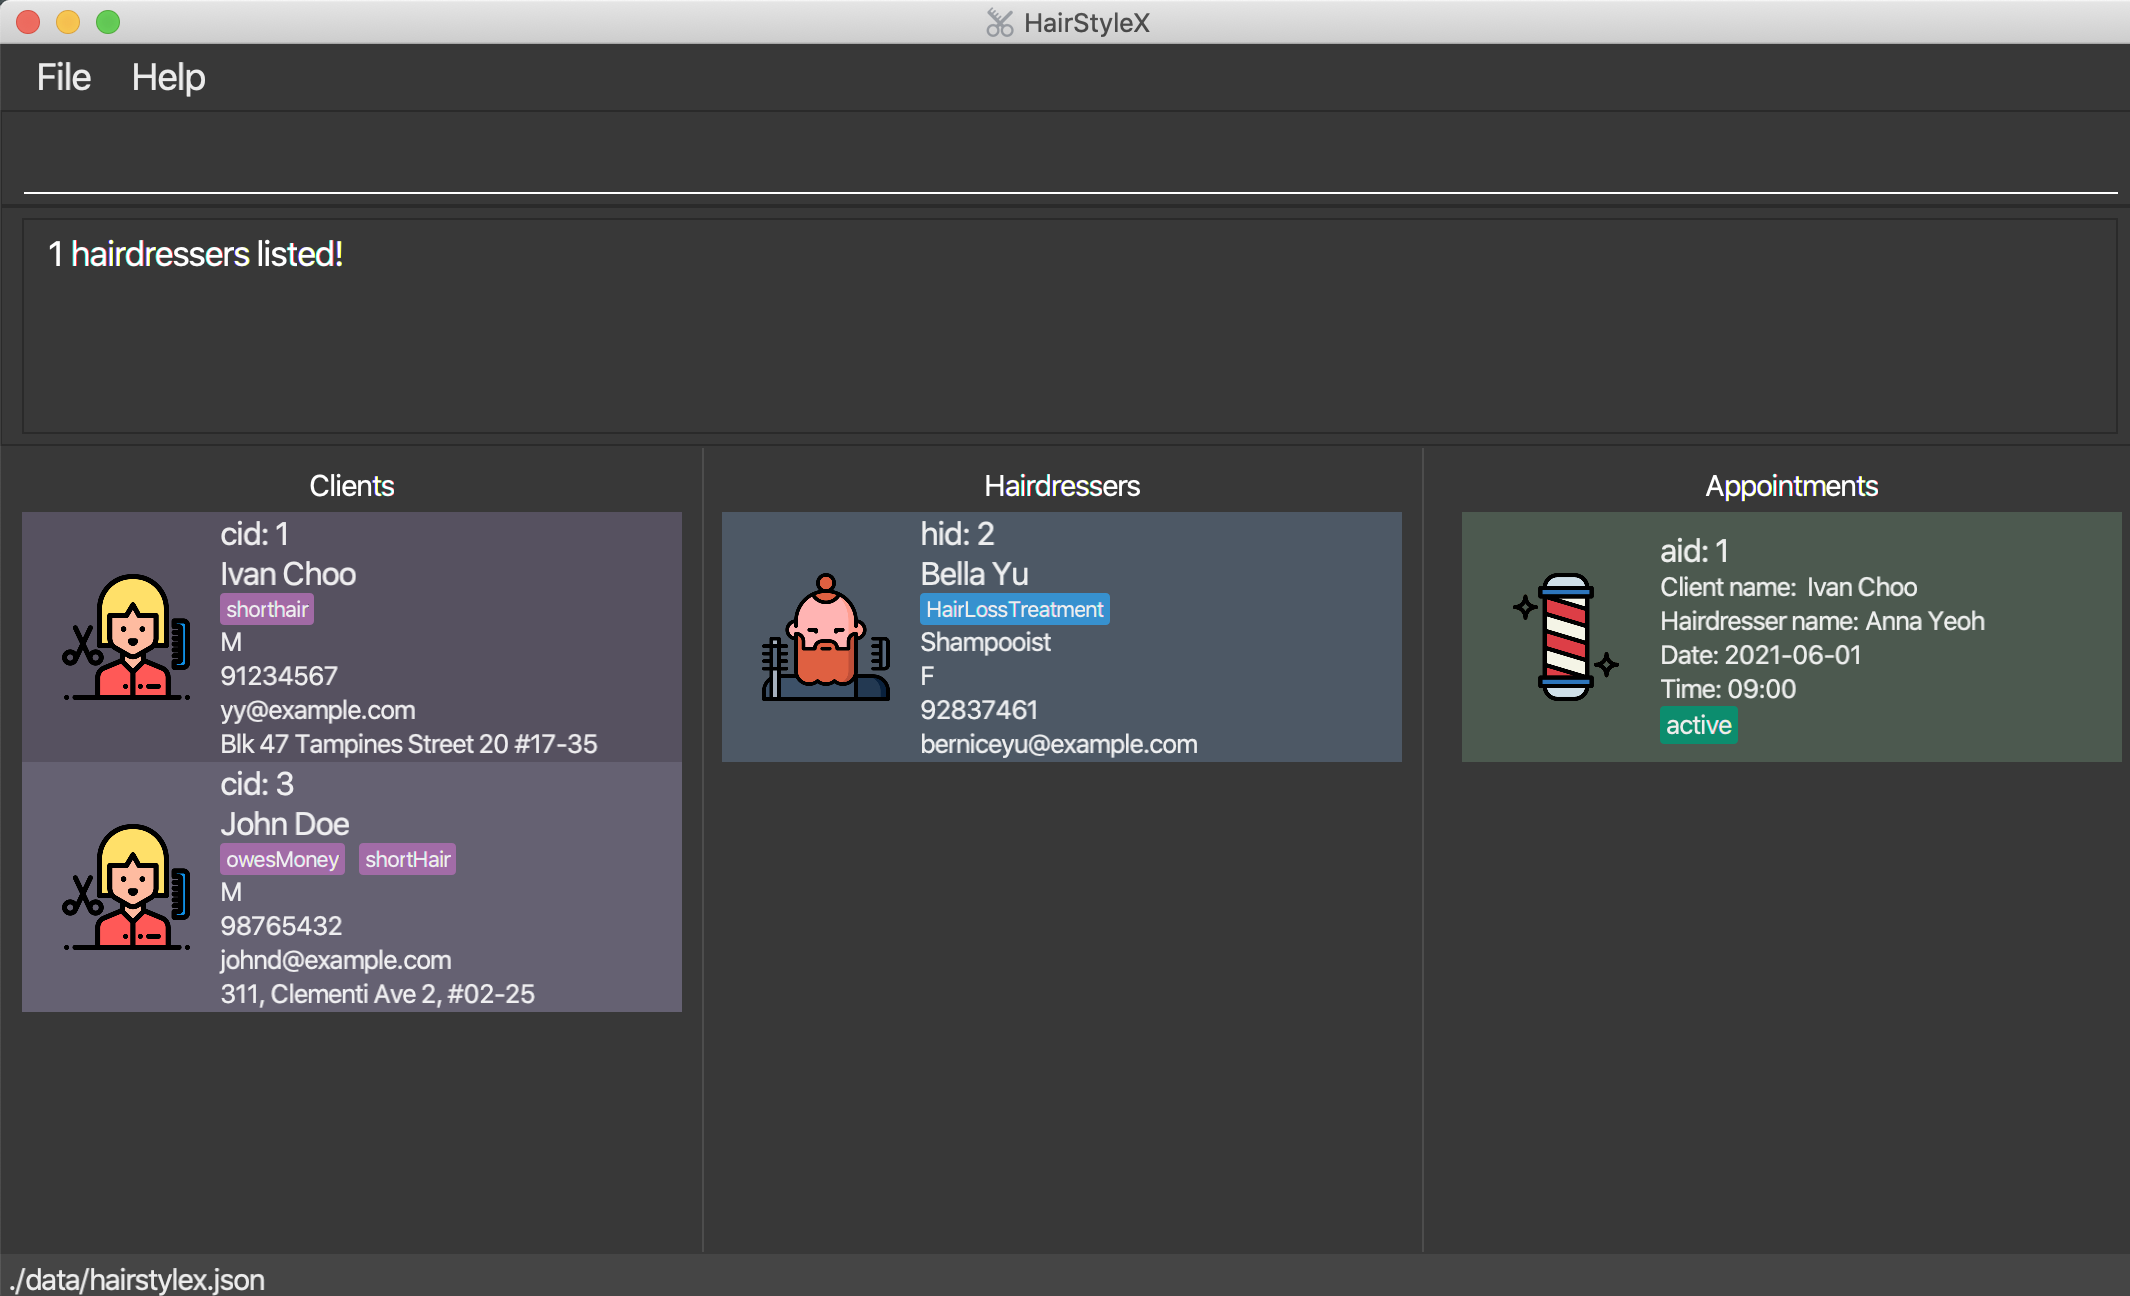 HairStyleX
File Help
1 hairdressers listed!
Clients
cid: 1
Ivan Choo
shorthair
M
91234567
yy@example.com
Blk 47 Tampines Street 20 #17-35
cid: 3
John Doe
owesMoney shortHair
M
98765432
johnd@example.com
311, Clementi Ave 2, #02-25
Hairdressers
hid: 2
Bella Yu
HairLossTreatment
Shampooist
F
92837461
berniceyu@example.com
Appointments
aid: 1
Client name: Ivan Choo
Hairdresser name: Anna Yeoh
Date: 2021-06-01
Time: 09:00
active
./data/hairstylex.json